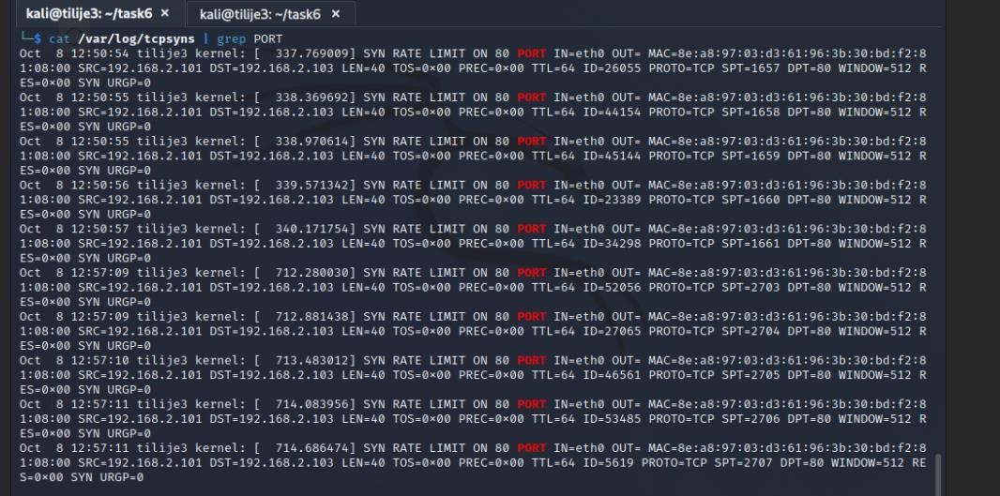 kali@tilije3: ~/task6 × kali@tilije3: ~/task6 ×
└─$ cat /var/log/tcpsyns | grep PORT
Oct  8 12:50:54 tilije3 kernel: [  337.769009] SYN RATE LIMIT ON 80 PORT IN=eth0 OUT= MAC=8e:a8:97:03:d3:61:96:3b:30:bd:f2:8
1:08:00 SRC=192.168.2.101 DST=192.168.2.103 LEN=40 TOS=0×00 PREC=0×00 TTL=64 ID=26055 PROTO=TCP SPT=1657 DPT=80 WINDOW=512 R
ES=0×00 SYN URGP=0
Oct  8 12:50:55 tilije3 kernel: [  338.369692] SYN RATE LIMIT ON 80 PORT IN=eth0 OUT= MAC=8e:a8:97:03:d3:61:96:3b:30:bd:f2:8
1:08:00 SRC=192.168.2.101 DST=192.168.2.103 LEN=40 TOS=0×00 PREC=0×00 TTL=64 ID=44154 PROTO=TCP SPT=1658 DPT=80 WINDOW=512 R
ES=0×00 SYN URGP=0
Oct  8 12:50:55 tilije3 kernel: [  338.970614] SYN RATE LIMIT ON 80 PORT IN=eth0 OUT= MAC=8e:a8:97:03:d3:61:96:3b:30:bd:f2:8
1:08:00 SRC=192.168.2.101 DST=192.168.2.103 LEN=40 TOS=0×00 PREC=0×00 TTL=64 ID=45144 PROTO=TCP SPT=1659 DPT=80 WINDOW=512 R
ES=0×00 SYN URGP=0
Oct  8 12:50:56 tilije3 kernel: [  339.571342] SYN RATE LIMIT ON 80 PORT IN=eth0 OUT= MAC=8e:a8:97:03:d3:61:96:3b:30:bd:f2:8
1:08:00 SRC=192.168.2.101 DST=192.168.2.103 LEN=40 TOS=0×00 PREC=0×00 TTL=64 ID=23389 PROTO=TCP SPT=1660 DPT=80 WINDOW=512 R
ES=0×00 SYN URGP=0
Oct  8 12:50:57 tilije3 kernel: [  340.171754] SYN RATE LIMIT ON 80 PORT IN=eth0 OUT= MAC=8e:a8:97:03:d3:61:96:3b:30:bd:f2:8
1:08:00 SRC=192.168.2.101 DST=192.168.2.103 LEN=40 TOS=0×00 PREC=0×00 TTL=64 ID=34298 PROTO=TCP SPT=1661 DPT=80 WINDOW=512 R
ES=0×00 SYN URGP=0
Oct  8 12:57:09 tilije3 kernel: [  712.280030] SYN RATE LIMIT ON 80 PORT IN=eth0 OUT= MAC=8e:a8:97:03:d3:61:96:3b:30:bd:f2:8
1:08:00 SRC=192.168.2.101 DST=192.168.2.103 LEN=40 TOS=0×00 PREC=0×00 TTL=64 ID=52056 PROTO=TCP SPT=2703 DPT=80 WINDOW=512 R
ES=0×00 SYN URGP=0
Oct  8 12:57:09 tilije3 kernel: [  712.881438] SYN RATE LIMIT ON 80 PORT IN=eth0 OUT= MAC=8e:a8:97:03:d3:61:96:3b:30:bd:f2:8
1:08:00 SRC=192.168.2.101 DST=192.168.2.103 LEN=40 TOS=0×00 PREC=0×00 TTL=64 ID=27065 PROTO=TCP SPT=2704 DPT=80 WINDOW=512 R
ES=0×00 SYN URGP=0
Oct  8 12:57:10 tilije3 kernel: [  713.483012] SYN RATE LIMIT ON 80 PORT IN=eth0 OUT= MAC=8e:a8:97:03:d3:61:96:3b:30:bd:f2:8
1:08:00 SRC=192.168.2.101 DST=192.168.2.103 LEN=40 TOS=0×00 PREC=0×00 TTL=64 ID=46561 PROTO=TCP SPT=2705 DPT=80 WINDOW=512 R
ES=0×00 SYN URGP=0
Oct  8 12:57:11 tilije3 kernel: [  714.083956] SYN RATE LIMIT ON 80 PORT IN=eth0 OUT= MAC=8e:a8:97:03:d3:61:96:3b:30:bd:f2:8
1:08:00 SRC=192.168.2.101 DST=192.168.2.103 LEN=40 TOS=0×00 PREC=0×00 TTL=64 ID=53485 PROTO=TCP SPT=2706 DPT=80 WINDOW=512 R
ES=0×00 SYN URGP=0
Oct  8 12:57:11 tilije3 kernel: [  714.686474] SYN RATE LIMIT ON 80 PORT IN=eth0 OUT= MAC=8e:a8:97:03:d3:61:96:3b:30:bd:f2:8
1:08:00 SRC=192.168.2.101 DST=192.168.2.103 LEN=40 TOS=0×00 PREC=0×00 TTL=64 ID=5619 PROTO=TCP SPT=2707 DPT=80 WINDOW=512 RE
S=0×00 SYN URGP=0